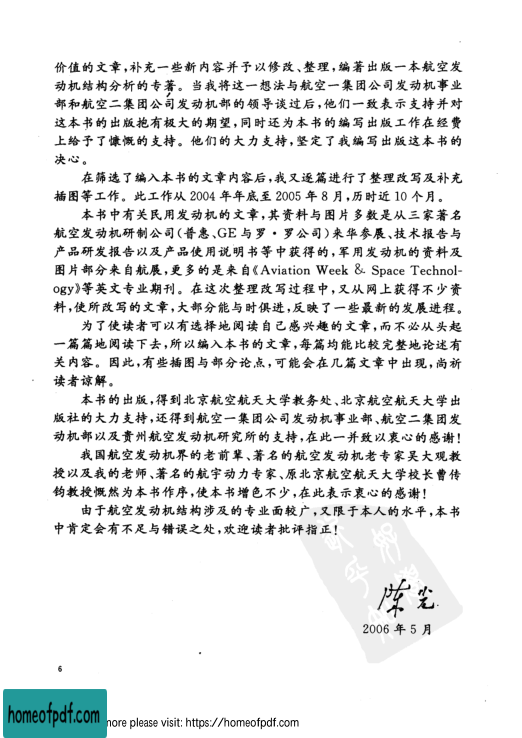 价值的文章,补充一些新内容并予以修改、整理,编著出版一本航空发
动机结构分析的专著。当我将这一想法与航空一集团公司发动机事业
部和航空二集团公司发动机部的领导谈过后,他们一致表示支持并对
这本书的出版抱有极大的期望,同时还为本书的编写出版工作在经费
上给予了慷慨的支持。他们的大力支持,坚定了我编写出版这本书的
决心。
在筛选了编入本书的文章内容后,我又逐篇进行了整理改写及补充
插图等工作。此工作从 2004 年年底至 2005 年 8 月,历时近 10 个月。
本书中有关民用发动机的文章,其资料与图片多数是从三家著名
航空发动机研制公司(普惠、GE 与罗·罗公司)来华参展、技术报告与
产品研发报告以及产品使用说明书等中获得的,军用发动机的资料及
图片部分来自航展,更多的是来自《Aviation Week & Space Technol-
ogy》等英文专业期刊。在这次整理改写过程中,又从网上获得不少资
料,使所改写的文章,大部分能与时俱进,反映了一些最新的发展进程。
为了使读者可以有选择地阅读自己感兴趣的文章,而不必从头起
一篇篇地阅读下去,所以编入本书的文章,每篇均能比较完整地论述有
关内容。因此,有些插图与部分论点,可能会在几篇文章中出现,尚祈
读者谅解。
本书的出版,得到北京航空航天大学教务处、北京航空航天大学出
版社的大力支持,还得到航空一集团公司发动机事业部、航空二集团发
动机部以及贵州航空发动机研究所的支持,在此一并致以衷心的感谢!
我国航空发动机界的老前辈、著名的航空发动机老专家吴大观教
授以及我的老师、著名的航宇动力专家、原北京航空航天大学校长曹传
钧教授慨然为本书作序,使本书增色不少,在此表示衷心的感谢!
由于航空发动机结构涉及的专业面较广,又限于本人的水平,本书
中肯定会有不足与错误之处,欢迎读者批评指正!
陈光
2006 年 5 月
6
homeofpdf.com
more please visit: https://homeofpdf.com